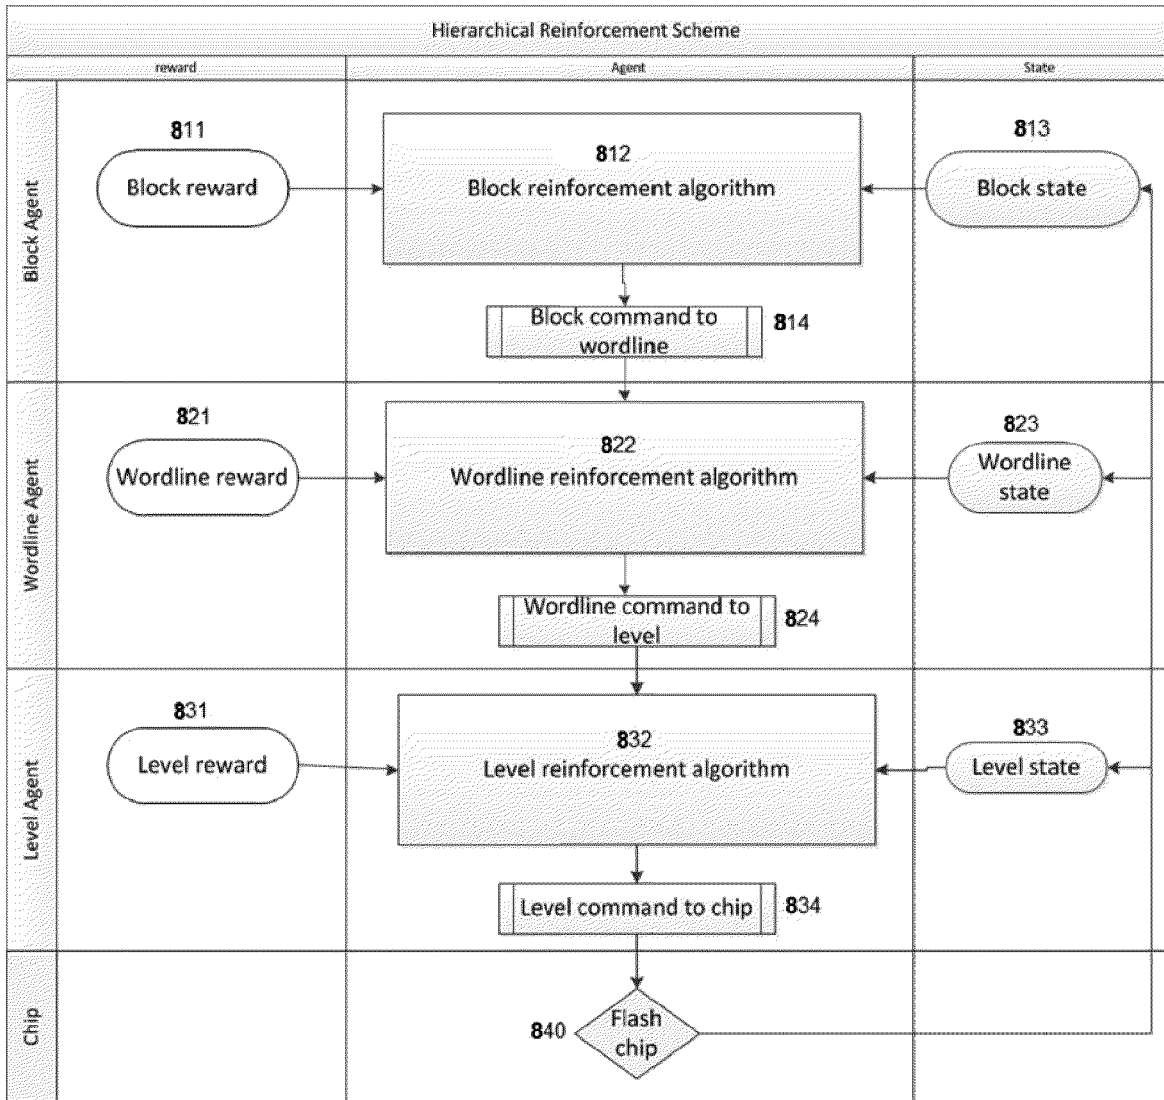 Hierarchical Reinforcement Scheme
reward
Agent
State
Block Agent
811
Block reward
812
Block reinforcement algorithm
813
Block state
Block command to
wordline
814
Wordline Agent
821
Wordline reward
822
Wordline reinforcement algorithm
823
Wordline
state
Wordline command to
level
824
Level Agent
831
Level reward
832
Level reinforcement algorithm
833
Level state
Level command to chip
834
Chip
840
Flash
chip